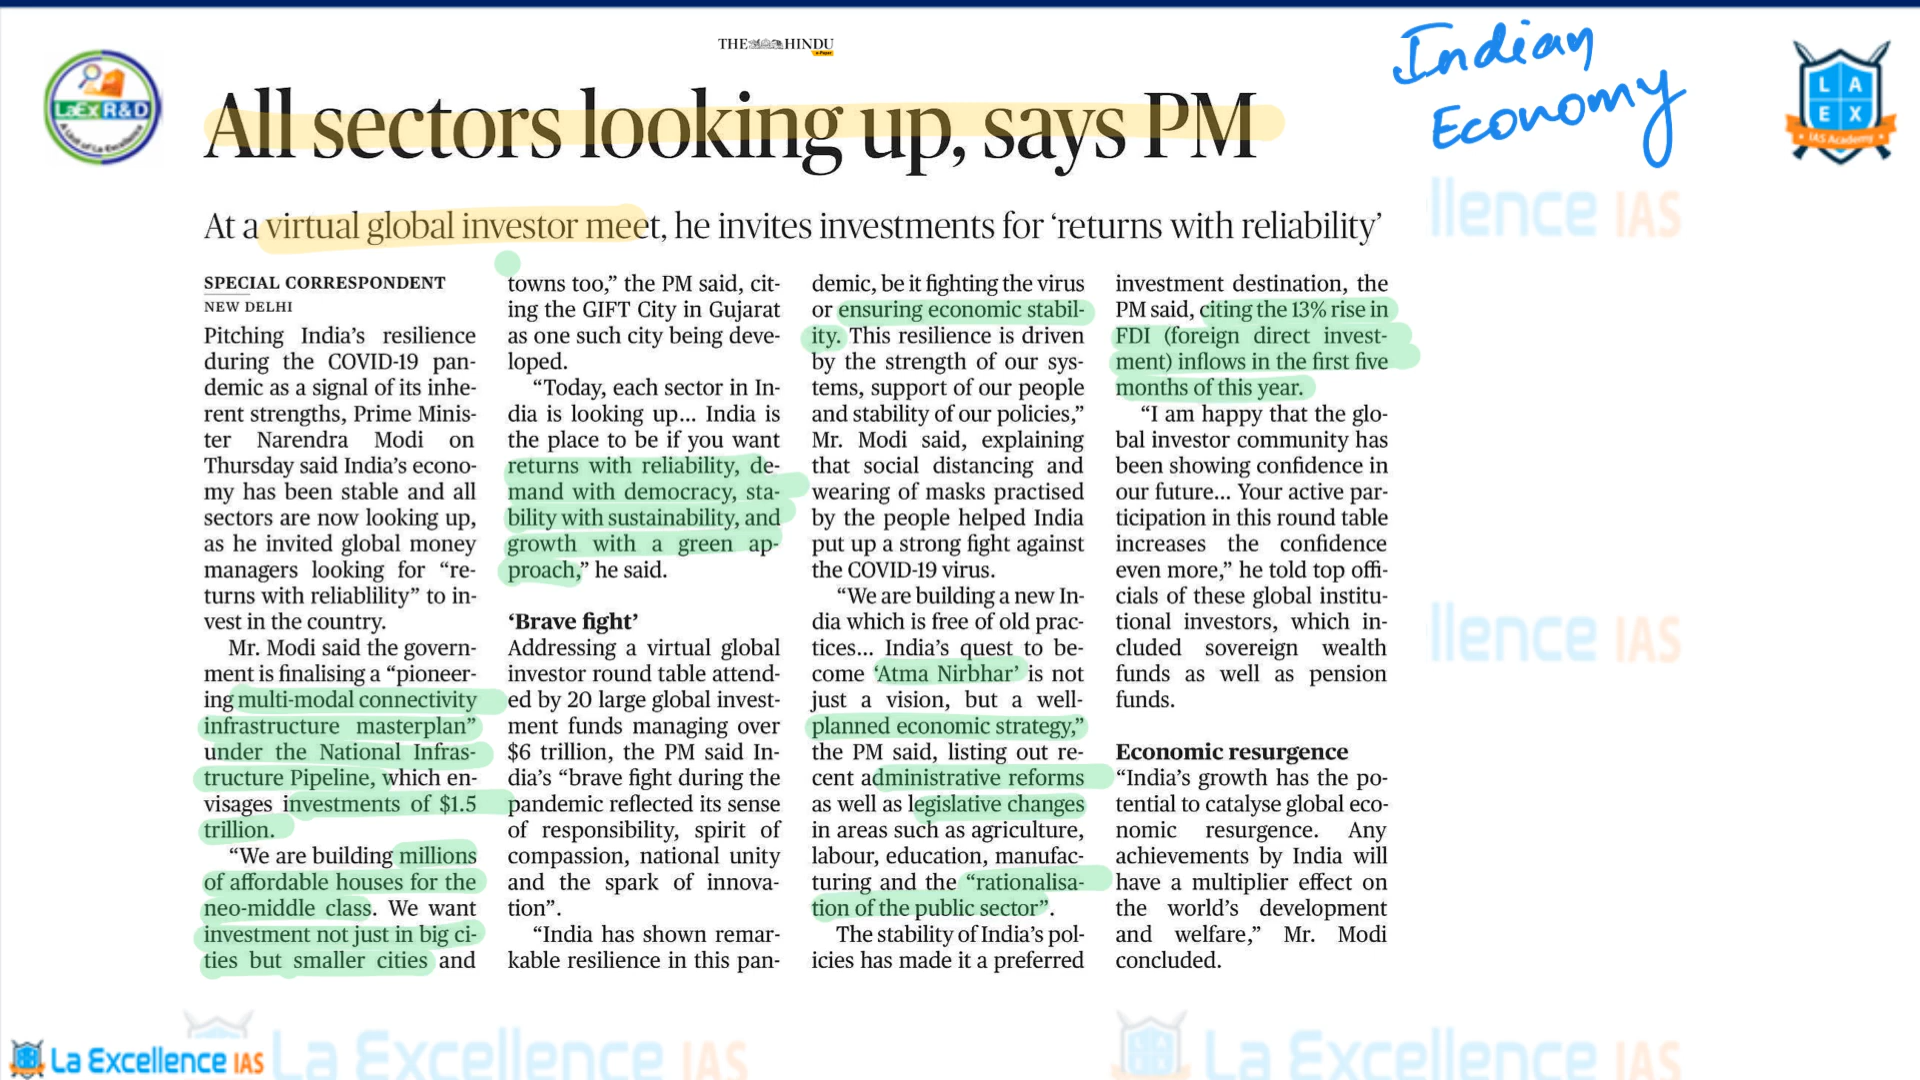 THE HINDU
e-Paper
Indian
Economy
LaEx R&D
A Unit of La Excellence
L A
E X
IAS Academy
All sectors looking up, says PM
At a virtual global investor meet, he invites investments for ‘returns with reliability’
llence IAS
SPECIAL CORRESPONDENT
NEW DELHI
Pitching India’s resilience
during the COVID-19 pan-
demic as a signal of its inhe-
rent strengths, Prime Minis-
ter Narendra Modi on
Thursday said India’s econo-
my has been stable and all
sectors are now looking up,
as he invited global money
managers looking for “re-
turns with reliablility” to in-
vest in the country.
Mr. Modi said the govern-
ment is finalising a “pioneer-
ing multi-modal connectivity
infrastructure masterplan”
under the National Infras-
tructure Pipeline, which en-
visages investments of $1.5
trillion.
“We are building millions
of affordable houses for the
neo-middle class. We want
investment not just in big ci-
ties but smaller cities and
towns too,” the PM said, cit-
ing the GIFT City in Gujarat
as one such city being deve-
loped.
“Today, each sector in In-
dia is looking up... India is
the place to be if you want
returns with reliability, de-
mand with democracy, sta-
bility with sustainability, and
growth with a green ap-
proach,” he said.
‘Brave fight’
Addressing a virtual global
investor round table attend-
ed by 20 large global invest-
ment funds managing over
$6 trillion, the PM said In-
dia’s “brave fight during the
pandemic reflected its sense
of responsibility, spirit of
compassion, national unity
and the spark of innova-
tion”.
“India has shown remar-
kable resilience in this pan-
demic, be it fighting the virus
or ensuring economic stabil-
ity. This resilience is driven
by the strength of our sys-
tems, support of our people
and stability of our policies,”
Mr. Modi said, explaining
that social distancing and
wearing of masks practised
by the people helped India
put up a strong fight against
the COVID-19 virus.
“We are building a new In-
dia which is free of old prac-
tices... India’s quest to be-
come ‘Atma Nirbhar’ is not
just a vision, but a well-
planned economic strategy,”
the PM said, listing out re-
cent administrative reforms
as well as legislative changes
in areas such as agriculture,
labour, education, manufac-
turing and the “rationalisa-
tion of the public sector”.
The stability of India’s pol-
icies has made it a preferred
investment destination, the
PM said, citing the 13% rise in
FDI (foreign direct invest-
ment) inflows in the first five
months of this year.
“I am happy that the glo-
bal investor community has
been showing confidence in
our future... Your active par-
ticipation in this round table
increases the confidence
even more,” he told top offi-
cials of these global institu-
tional investors, which in-
cluded sovereign wealth
funds as well as pension
funds.
Economic resurgence
“India’s growth has the po-
tential to catalyse global eco-
nomic resurgence. Any
achievements by India will
have a multiplier effect on
the world’s development
and welfare,” Mr. Modi
concluded.
llence IAS
La Excellence IAS
La Excellence IAS
La Excellence IAS